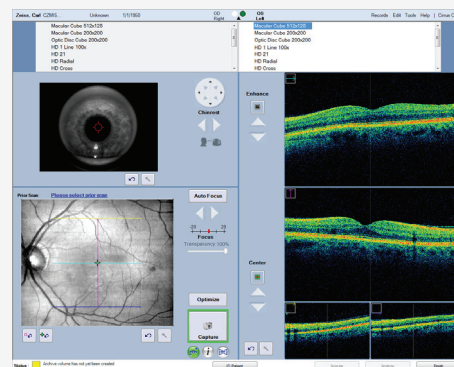 Zeiss, Carl CZMIS... Unknown 1/1/1960 OD Right OS Left Records Edit Tools Help
Macular Cube 512x128
Macular Cube 200x200
Optic Disc Cube 200x200
HD 1 Line 100x
HD 21
HD Radial
HD Cross
Macular Cube 512x128
Macular Cube 200x200
Optic Disc Cube 200x200
HD 1 Line 100x
HD 21
HD Radial
HD Cross
Chinrest
Enhance
Prior Scan Please select prior scan
Auto Focus
-20 20
Focus
Transparency 100%
Center
Optimize
Capture
Status : Archive volume has not yet been created